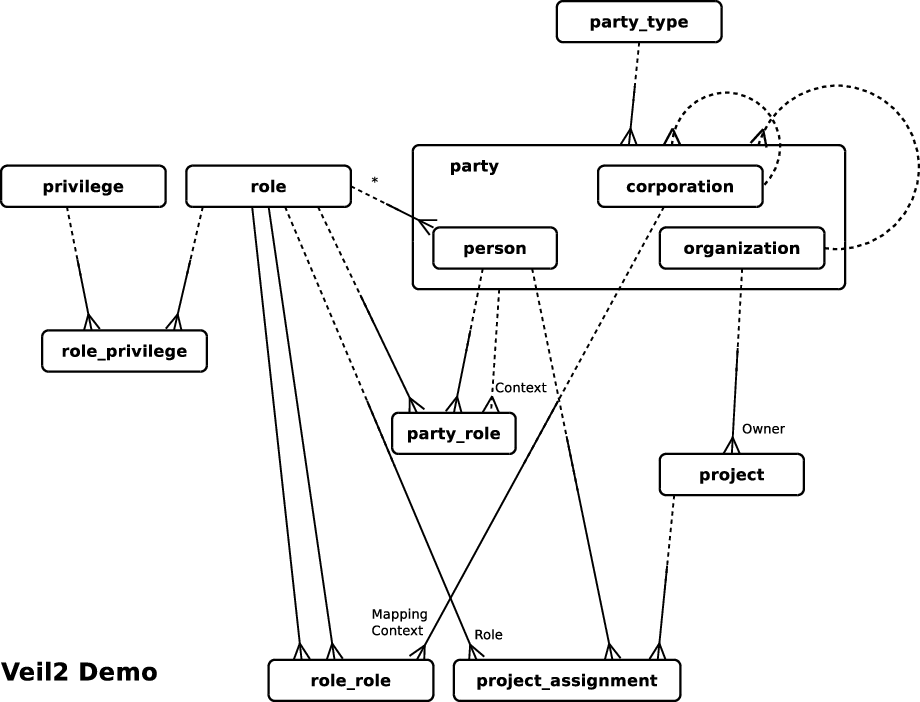 party_type
party
privilege
role
*
corporation
person
organization
role_privilege
Context
party_role
Owner
project
Mapping
Context
Role
Veil2 Demo
role_role
project_assignment